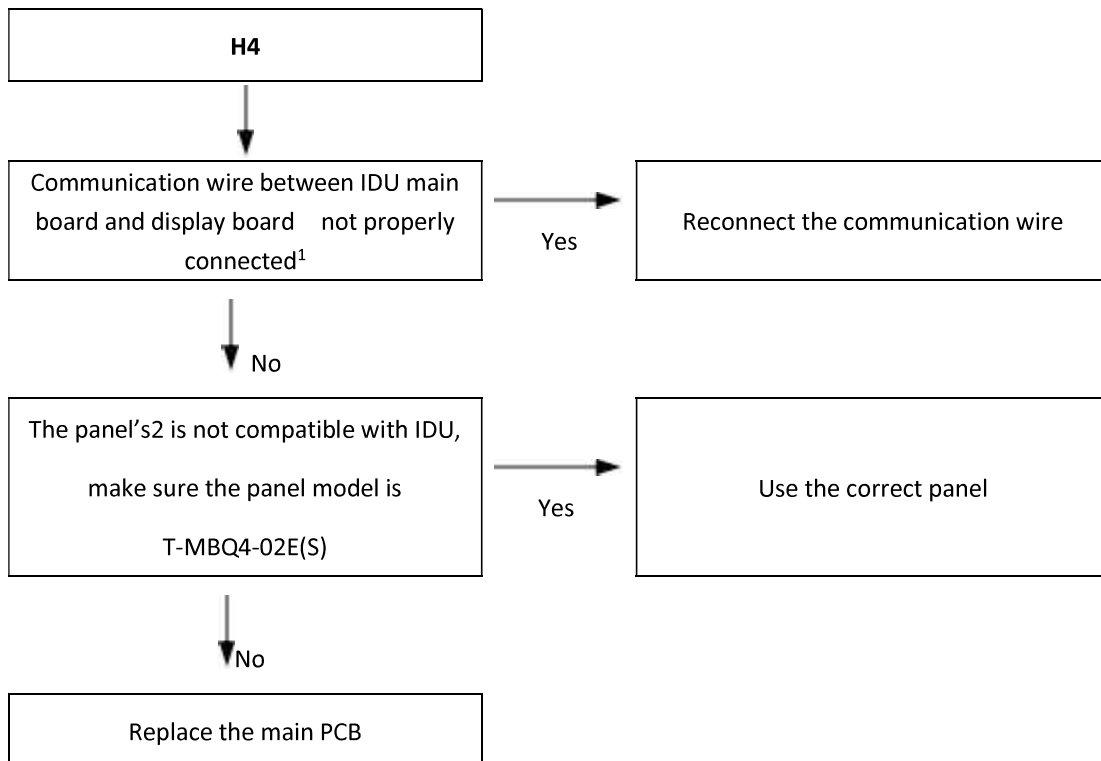 H4
Communication wire between IDU main
board and display board not properly
connected1
Yes
Reconnect the communication wire
No
The panel's2 is not compatible with IDU,
make sure the panel model is
T-MBQ4-02E(S)
Yes
Use the correct panel
No
Replace the main PCB